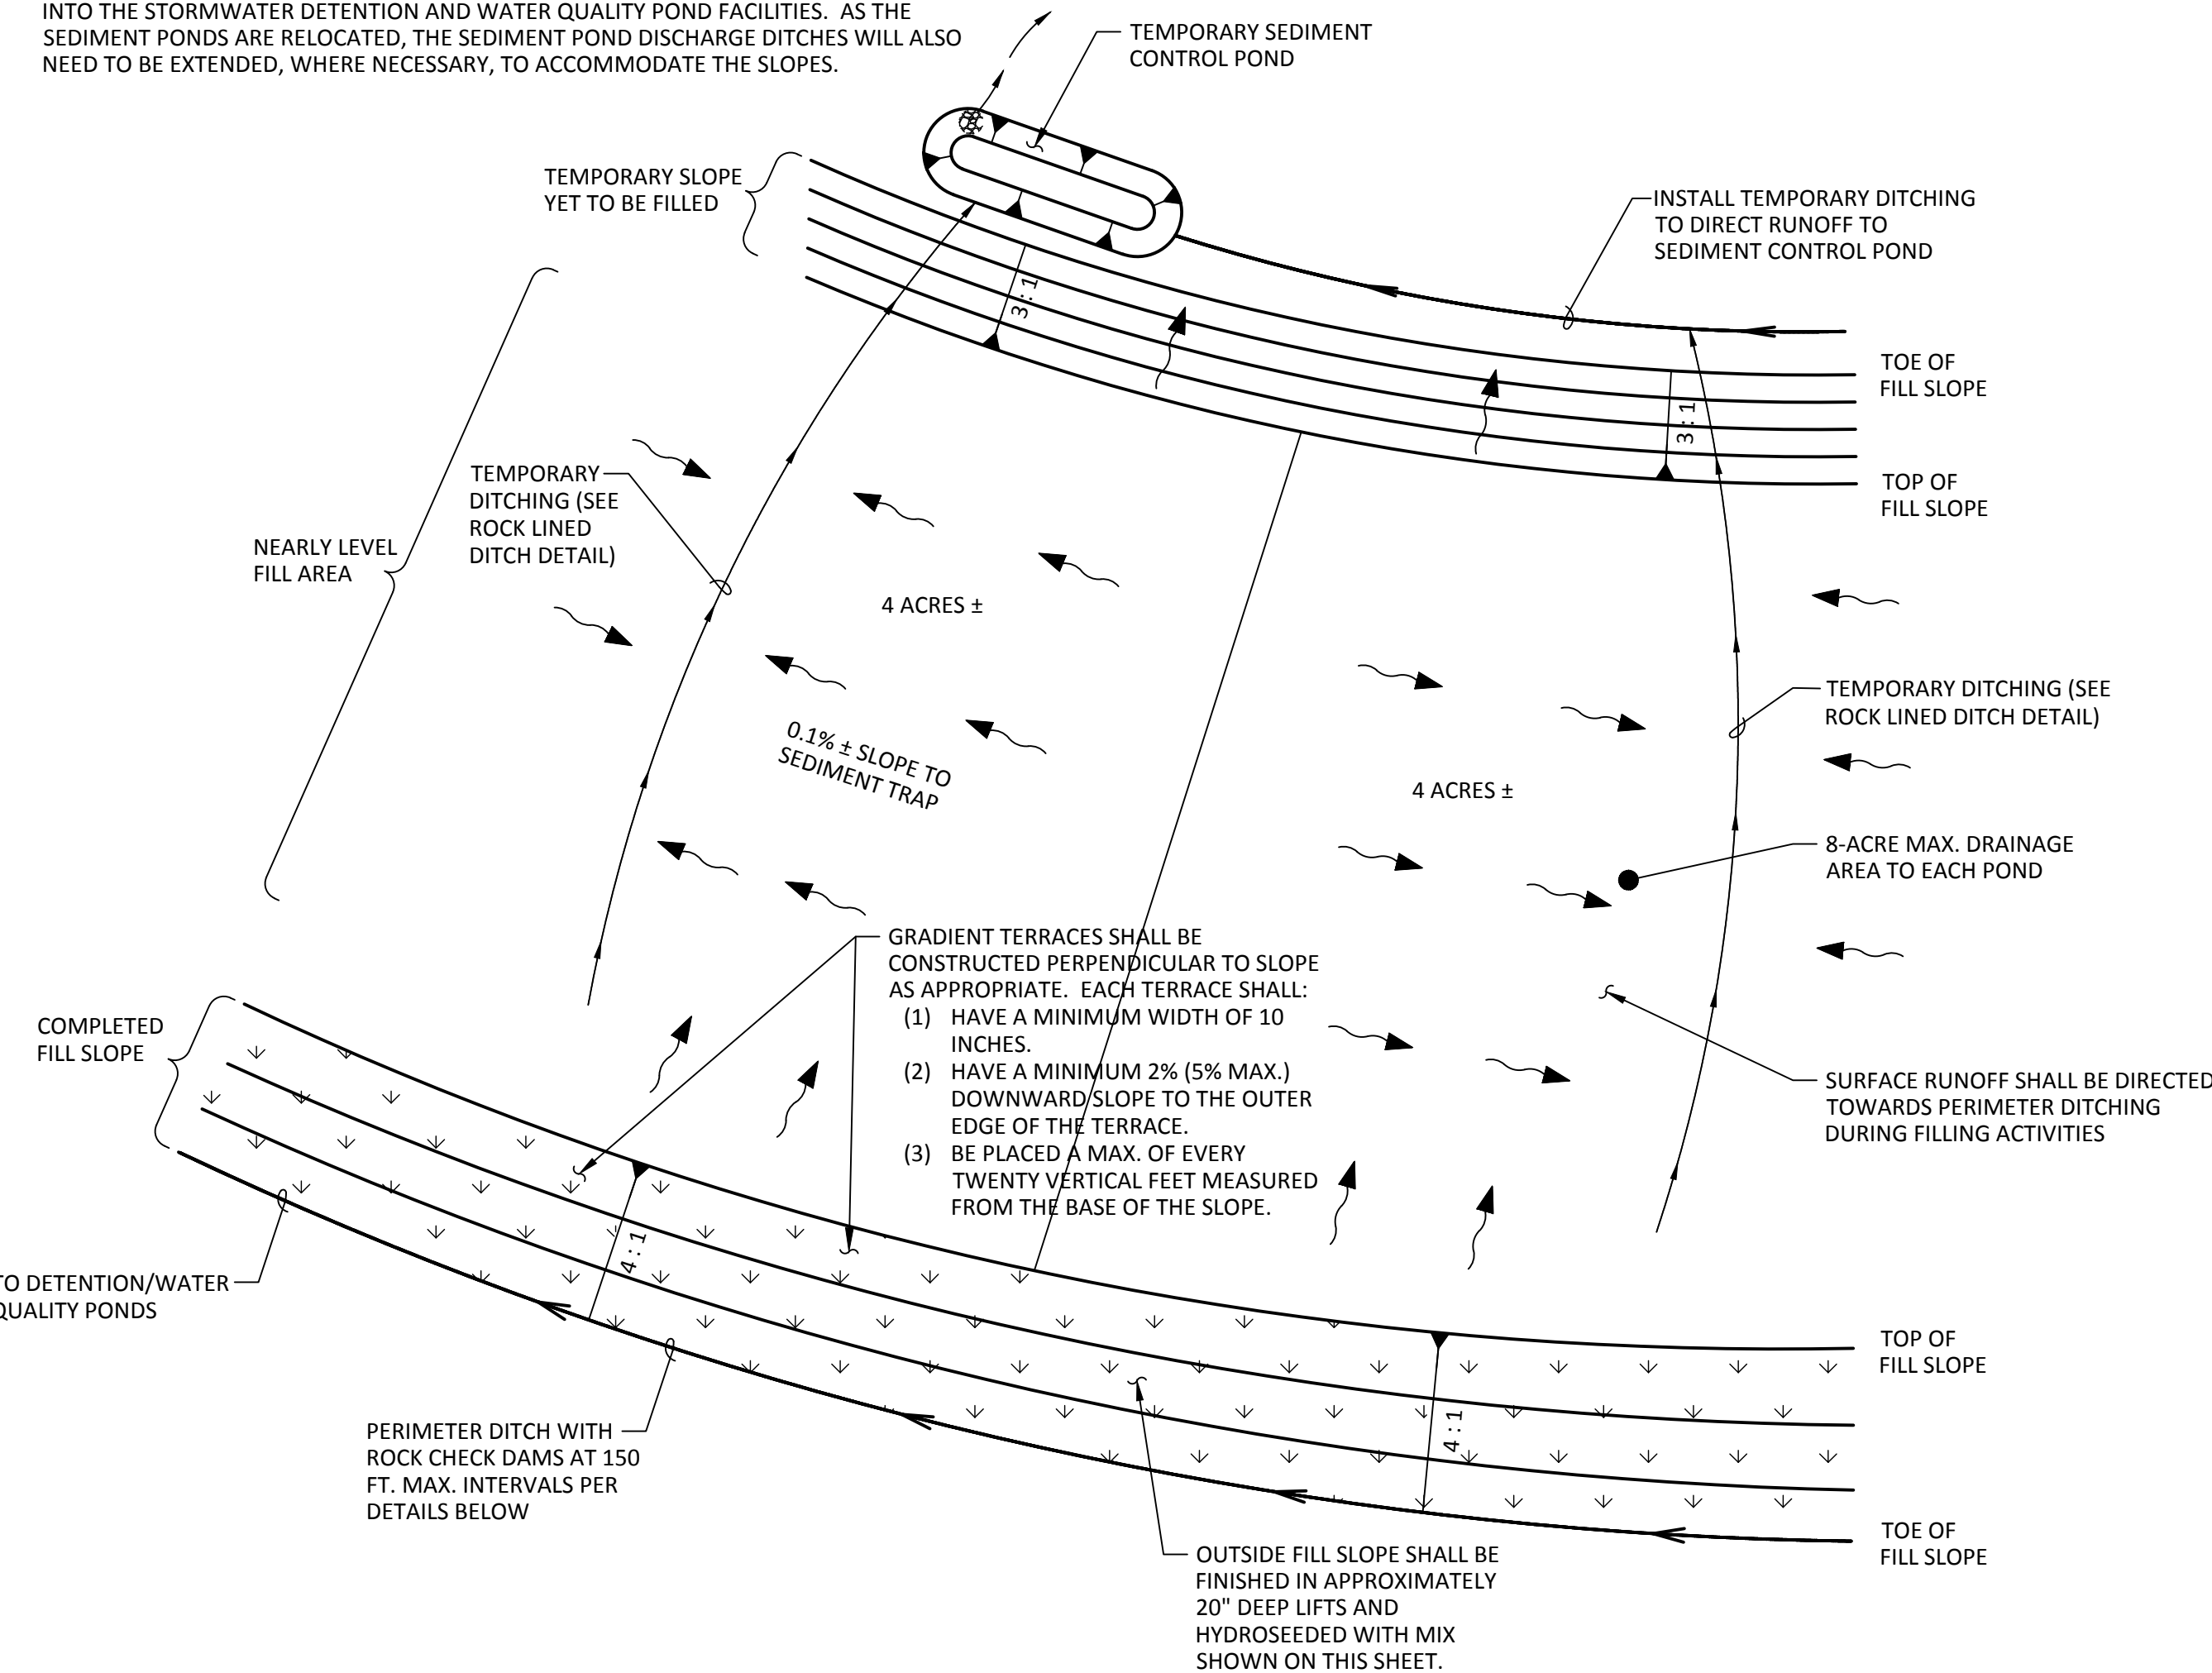 INTO THE STORMWATER DETENTION AND WATER QUALITY POND FACILITIES. AS THE
SEDIMENT PONDS ARE RELOCATED, THE SEDIMENT POND DISCHARGE DITCHES WILL ALSO
NEED TO BE EXTENDED, WHERE NECESSARY, TO ACCOMMODATE THE SLOPES.
TEMPORARY SEDIMENT
CONTROL POND
TEMPORARY SLOPE
YET TO BE FILLED
INSTALL TEMPORARY DITCHING
TO DIRECT RUNOFF TO
SEDIMENT CONTROL POND
3:1
TOE OF
FILL SLOPE
3:1
TOP OF
FILL SLOPE
TEMPORARY
DITCHING (SEE
ROCK LINED
DITCH DETAIL)
NEARLY LEVEL
FILL AREA
4 ACRES ±
0.1% ± SLOPE TO
SEDIMENT TRAP
4 ACRES ±
TEMPORARY DITCHING (SEE
ROCK LINED DITCH DETAIL)
8-ACRE MAX. DRAINAGE
AREA TO EACH POND
GRADIENT TERRACES SHALL BE
CONSTRUCTED PERPENDICULAR TO SLOPE
AS APPROPRIATE. EACH TERRACE SHALL:
(1) HAVE A MINIMUM WIDTH OF 10
INCHES.
(2) HAVE A MINIMUM 2% (5% MAX.)
DOWNWARD SLOPE TO THE OUTER
EDGE OF THE TERRACE.
(3) BE PLACED A MAX. OF EVERY
TWENTY VERTICAL FEET MEASURED
FROM THE BASE OF THE SLOPE.
COMPLETED
FILL SLOPE
SURFACE RUNOFF SHALL BE DIRECTED
TOWARDS PERIMETER DITCHING
DURING FILLING ACTIVITIES
4:1
TO DETENTION/WATER
QUALITY PONDS
TOP OF
FILL SLOPE
4:1
PERIMETER DITCH WITH
ROCK CHECK DAMS AT 150
FT. MAX. INTERVALS PER
DETAILS BELOW
TOE OF
FILL SLOPE
OUTSIDE FILL SLOPE SHALL BE
FINISHED IN APPROXIMATELY
20" DEEP LIFTS AND
HYDROSEEDED WITH MIX
SHOWN ON THIS SHEET.